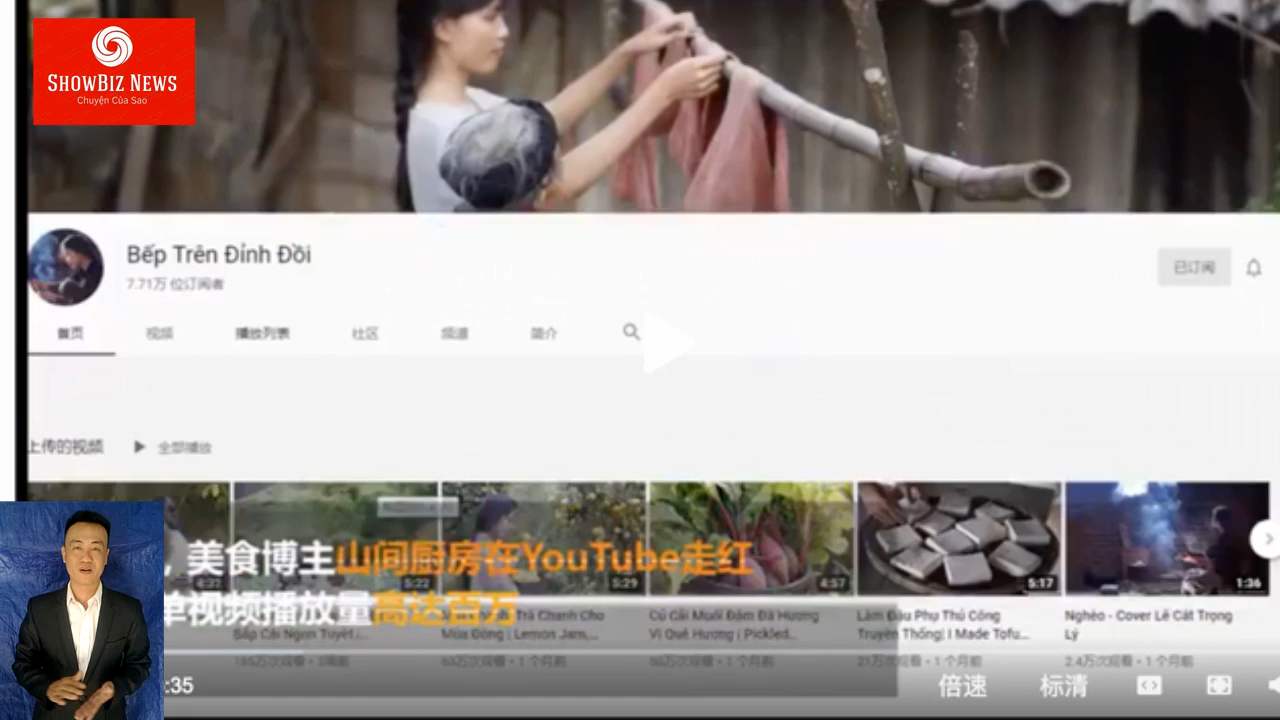 SHOWBIZ NEWS
Chuyện Của Sao
Bếp Trên Đỉnh Đồi
7.71万 位订阅者
已订阅
首页
视频
播放列表
社区
频道
简介
上传的视频
全部播放
4:32
5:22
5:29
4:57
5:17
1:36
，美食博主山间厨房在YouTube走红
单视频播放量高达百万
Trà Chanh Cho
Mùa Đông | Lemon Jam,...
Củ Cải Muối Đậm Đà Hương
Vị Quê Hương | Pickled...
Làm Đậu Phụ Thủ Công
Truyền Thống| I Made Tofu...
Nghèo - Cover Lê Cát Trọng
Lý
21万次观看 • 1 个月前
2.4万次观看 • 1 个月前
:35
倍速
标清